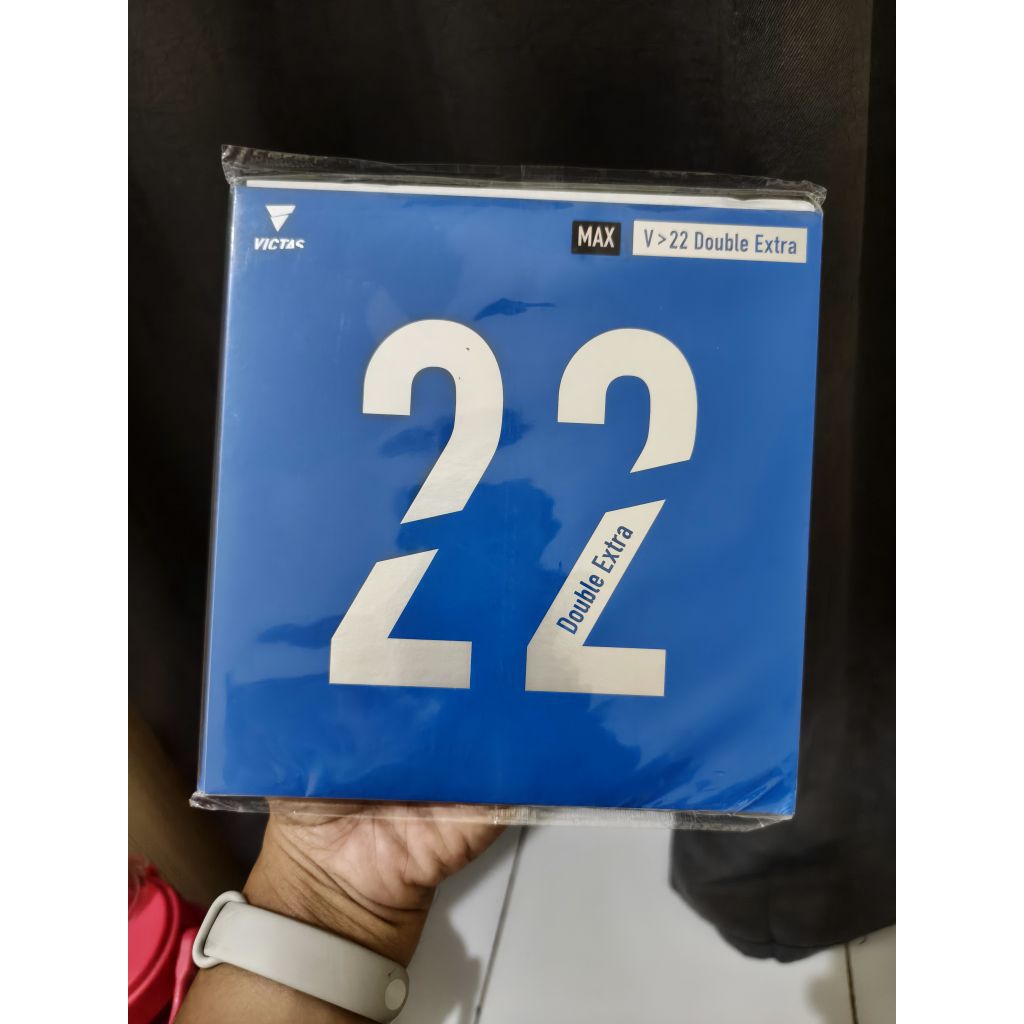 VICTAS
MAX
V>22 Double Extra
22
Double Extra